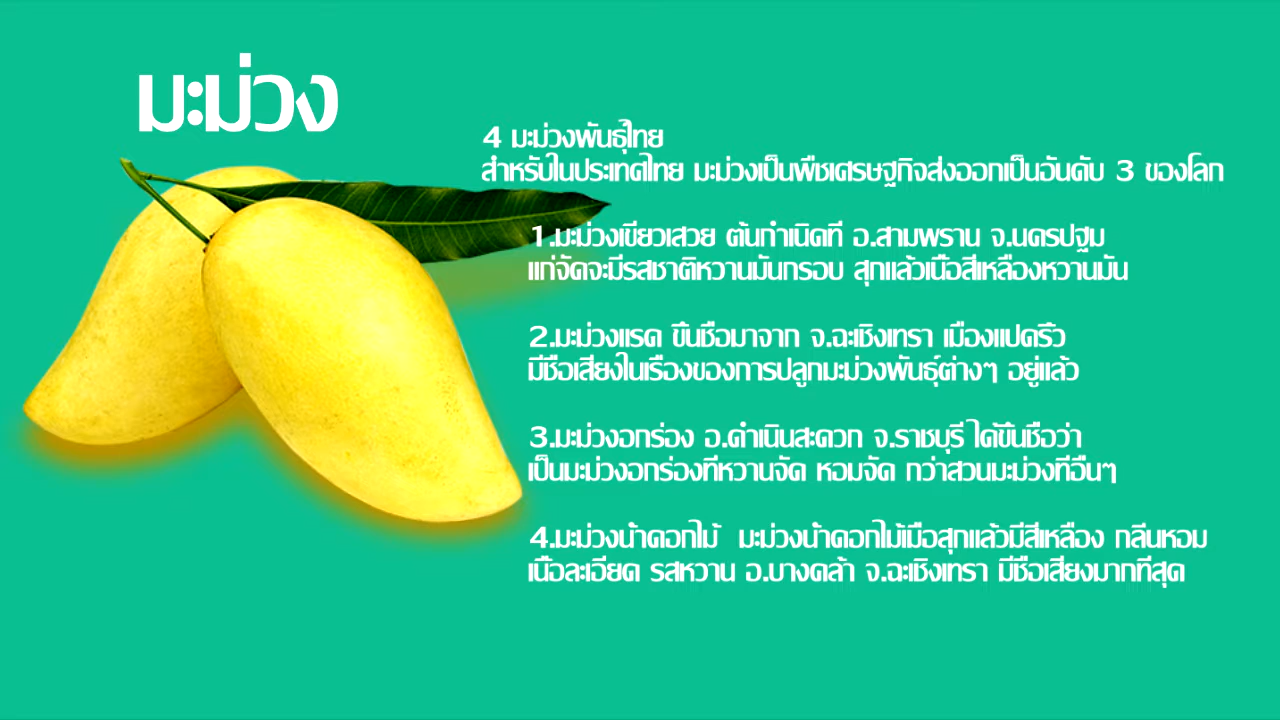 มะม่วง
4 มะม่วงพันธุ์ไทย
สำหรับในประเทศไทย มะม่วงเป็นพืชเศรษฐกิจส่งออกเป็นอันดับ 3 ของโลก
1.มะม่วงเขียวเสวย ต้นกำเนิดที่ อ.สามพราน จ.นครปฐม
แก่จัดจะมีรสชาติหวานมันกรอบ สุกแล้วเนื้อสีเหลืองหวานมัน
2.มะม่วงแรด ขึ้นชื่อมาจาก จ.ฉะเชิงเทรา เมืองแปดริ้ว
มีชื่อเสียงในเรื่องของการปลูกมะม่วงพันธุ์ต่างๆ อยู่แล้ว
3.มะม่วงอกร่อง อ.ดำเนินสะดวก จ.ราชบุรี ได้ขึ้นชื่อว่า
เป็นมะม่วงอกร่องที่หวานจัด หอมจัด กว่าสวนมะม่วงที่อื่นๆ
4.มะม่วงน้ำดอกไม้ มะม่วงน้ำดอกไม้เมื่อสุกแล้วมีสีเหลือง กลิ่นหอม
เนื้อละเอียด รสหวาน อ.บางคล้า จ.ฉะเชิงเทรา มีชื่อเสียงมากที่สุด